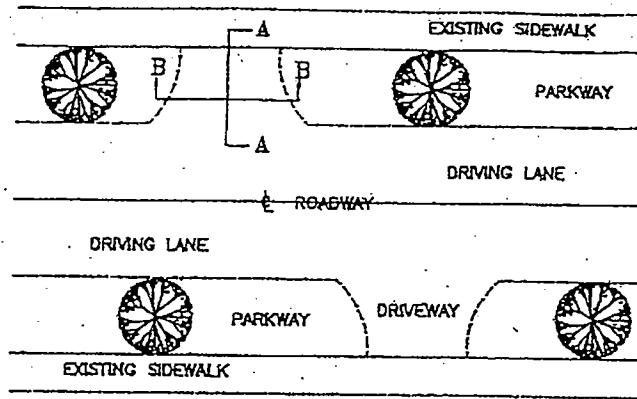 A
EXISTING SIDEWALK
B B
PARKWAY
A
DRIVING LANE
℄ ROADWAY
DRIVING LANE
PARKWAY
DRIVEWAY
EXISTING SIDEWALK